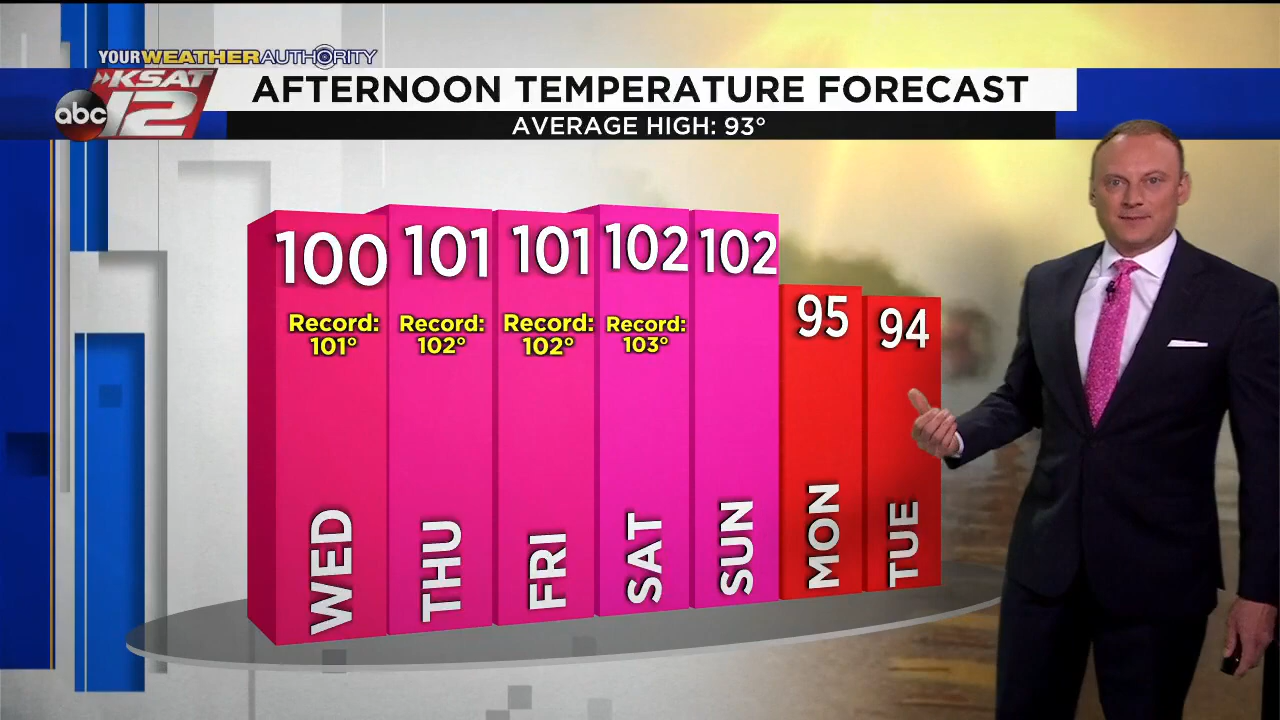 YOURWEATHERAUTHORITY
KSAT
abc
12
AFTERNOON TEMPERATURE FORECAST
AVERAGE HIGH: 93°
100
101
101
102
102
95
94
Record:
101°
Record:
102°
Record:
102°
Record:
103°
WED
THU
FRI
SAT
SUN
MON
TUE